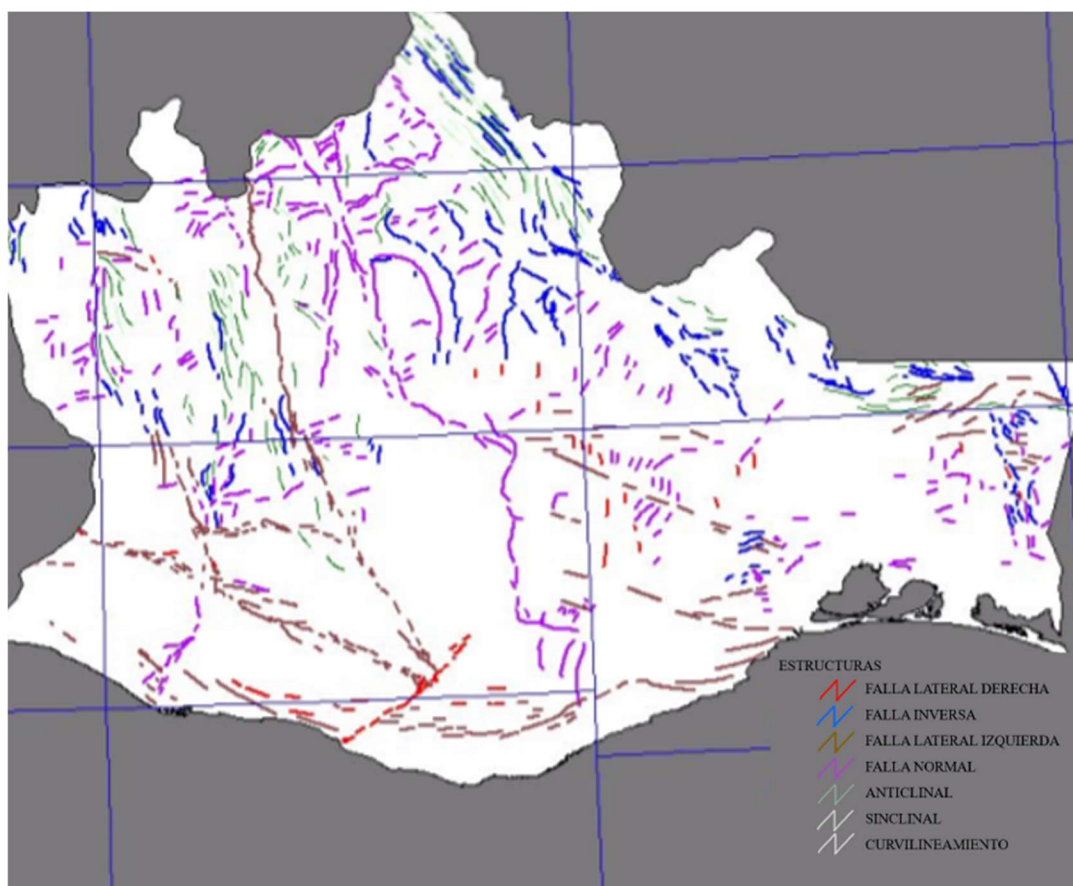 ESTRUCTURAS
FALLA LATERAL DERECHA
FALLA INVERSA
FALLA LATERAL IZQUIERDA
FALLA NORMAL
ANTICLINAL
SINCLINAL
CURVILINEAMIENTO